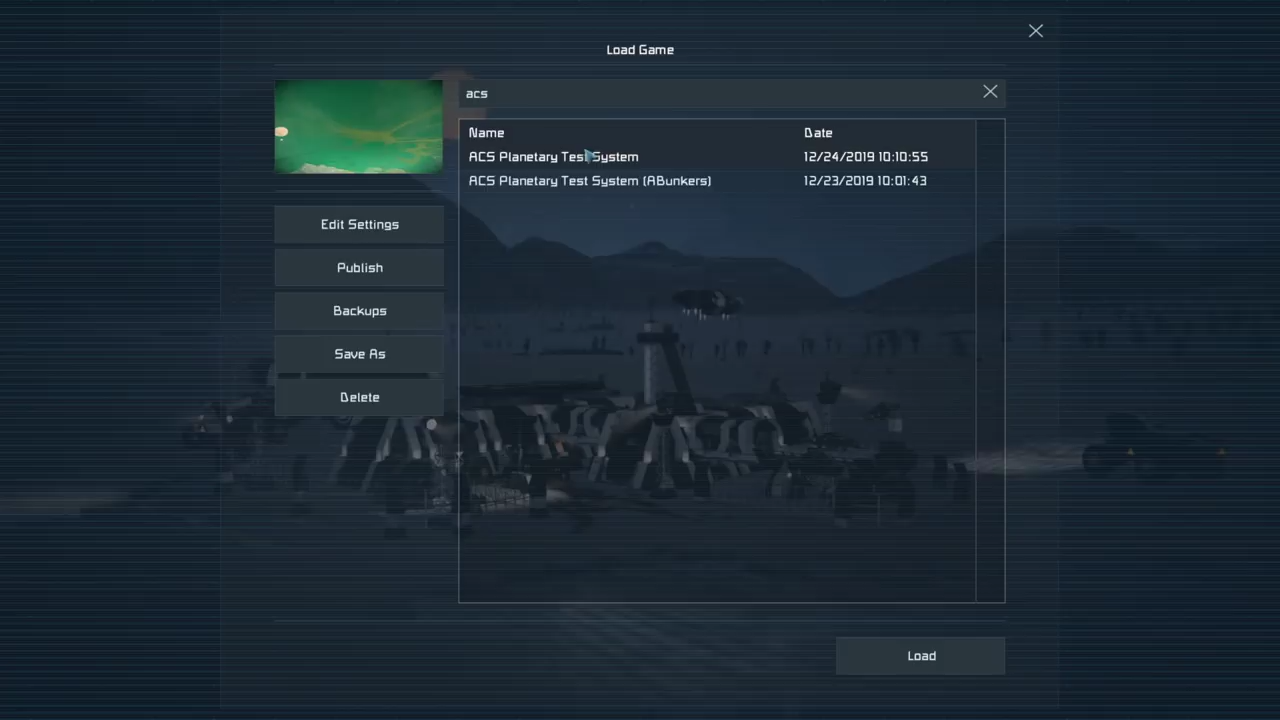 Load Game
acs
Name Date
ACS Planetary Test System 12/24/2019 10:10:55
ACS Planetary Test System (ABunkers) 12/23/2019 10:01:43
Edit Settings
Publish
Backups
Save As
Delete
Load